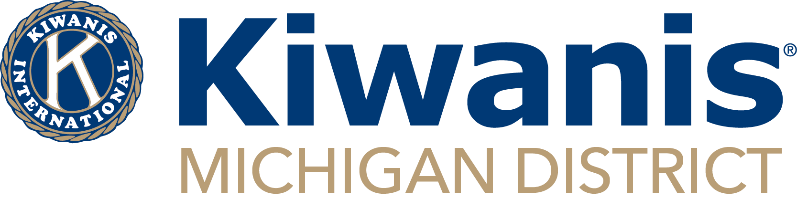 KIWANIS
K
INTERNATIONAL
Kiwanis®
MICHIGAN DISTRICT